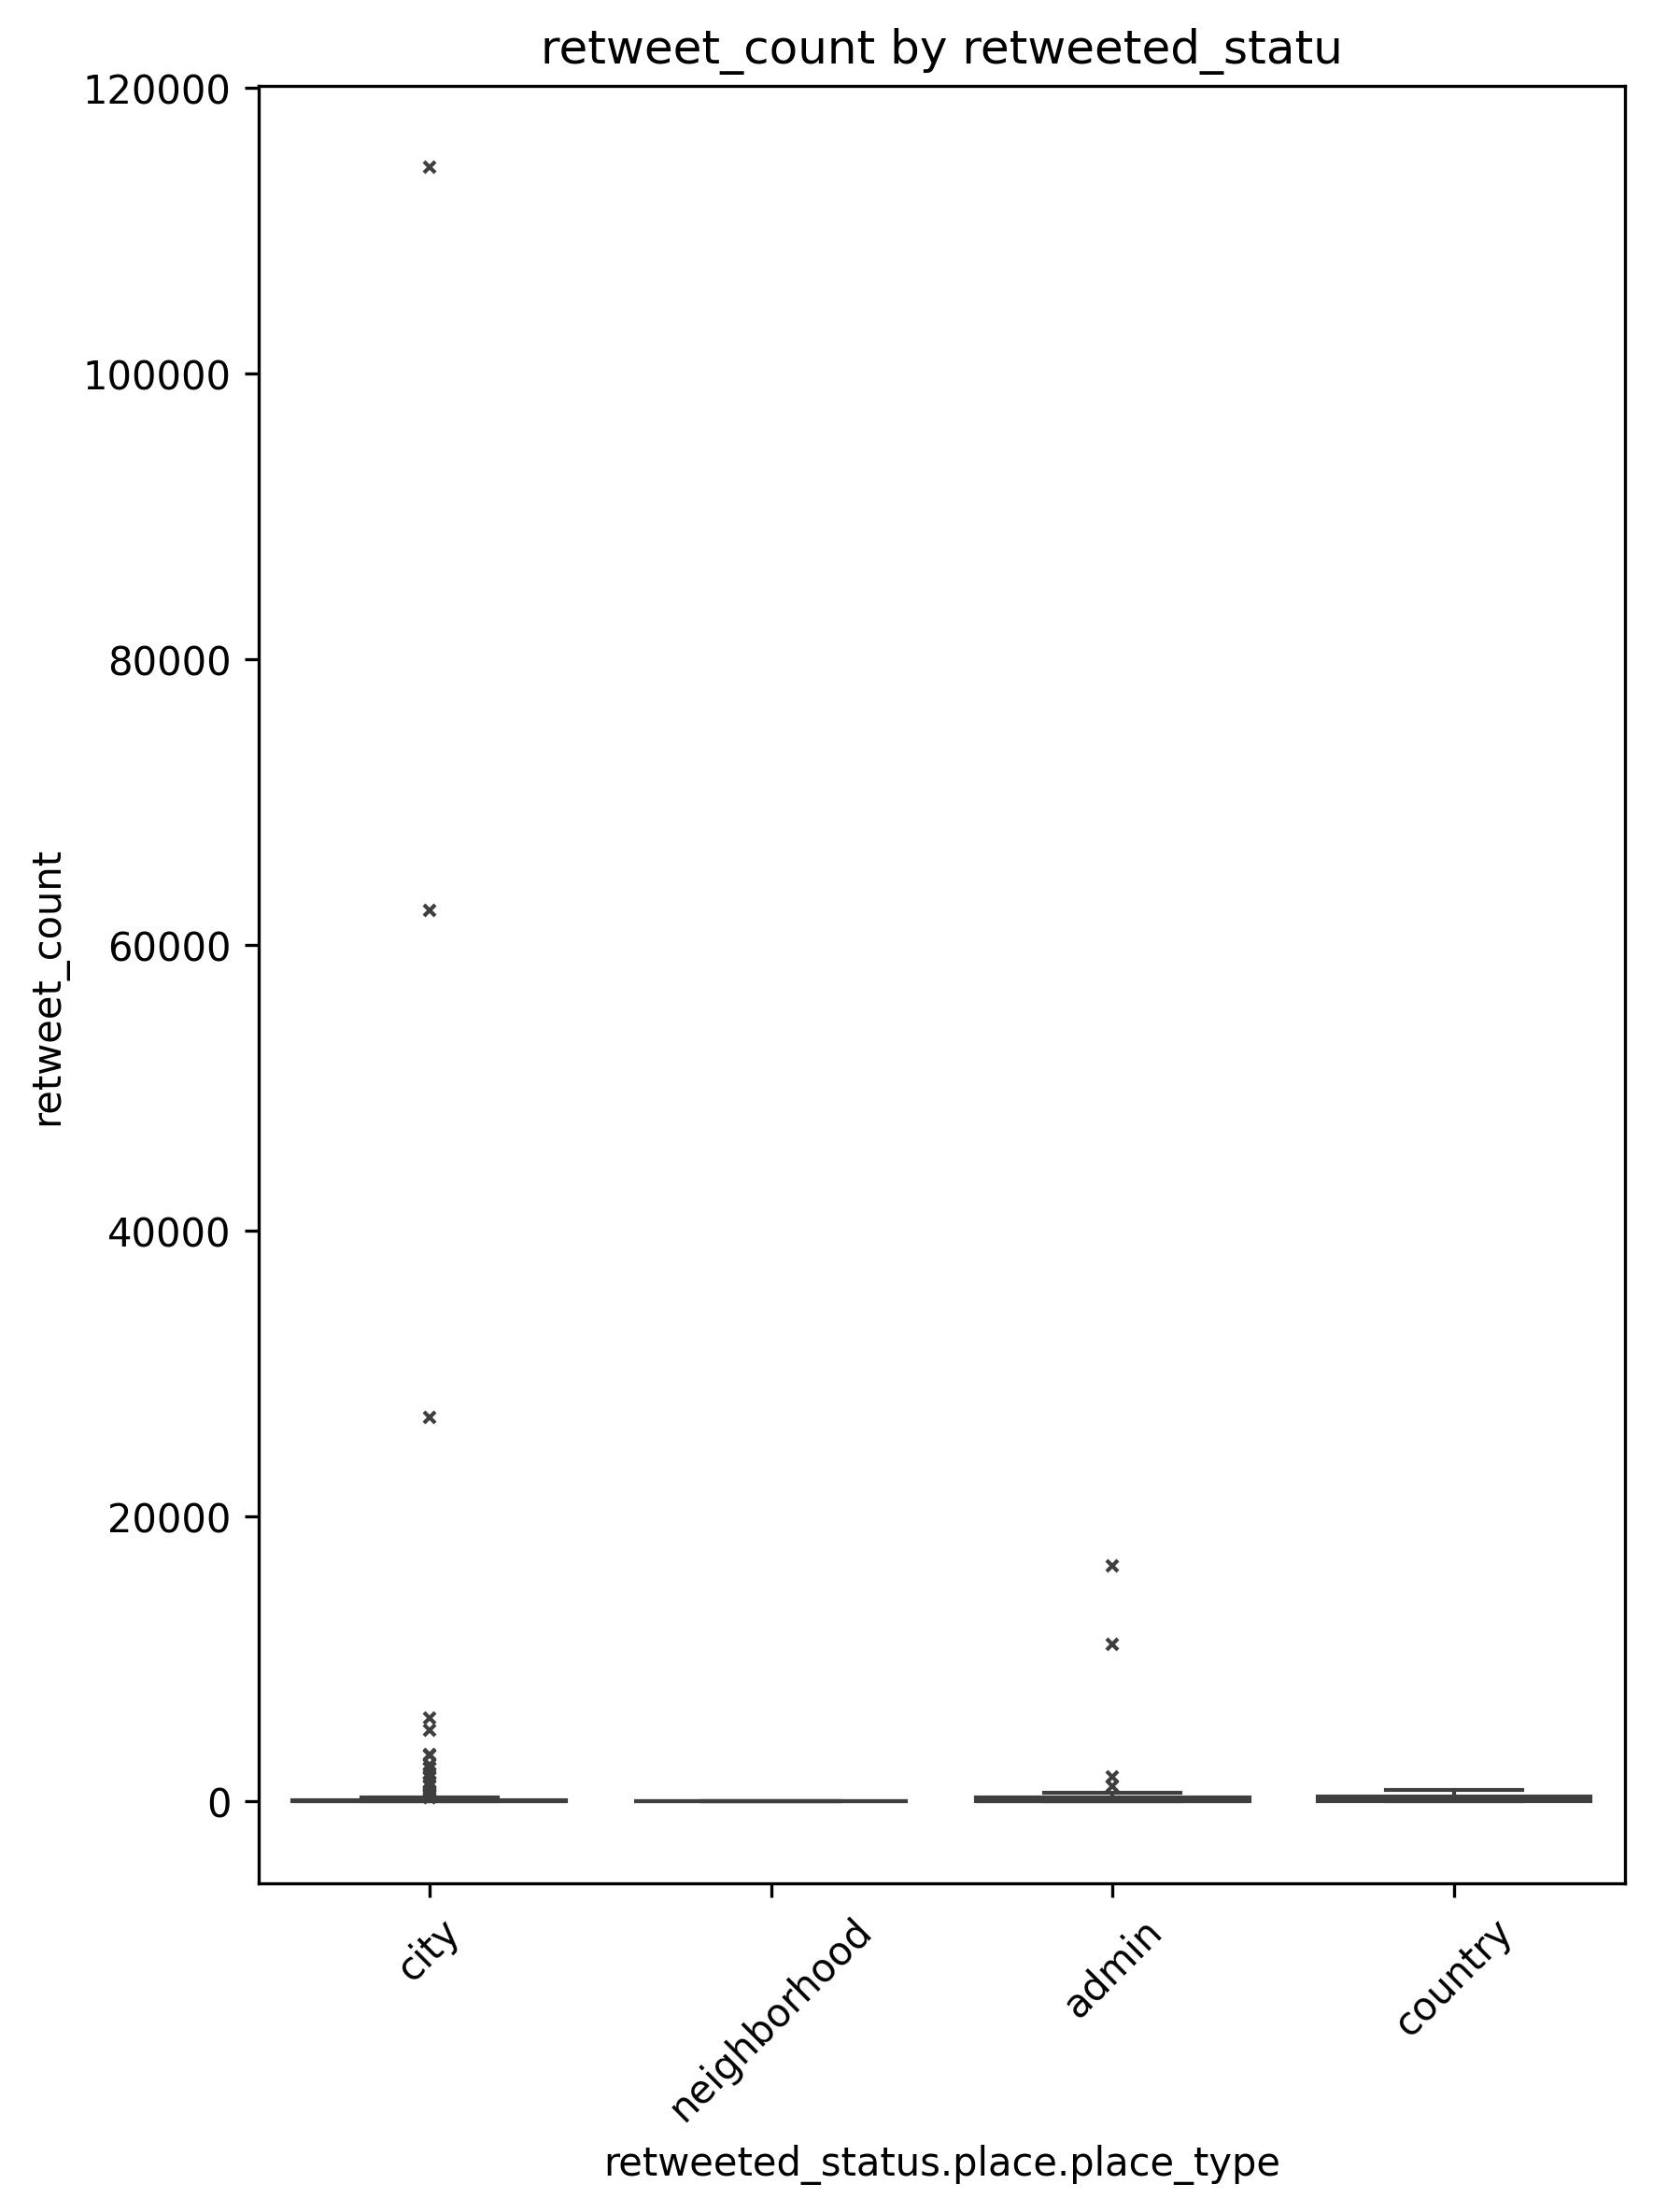 retweet_count by retweeted_statu
120000
100000
80000
60000
40000
20000
0
retweet_count
city
neighborhood
admin
country
retweeted_status.place.place_type